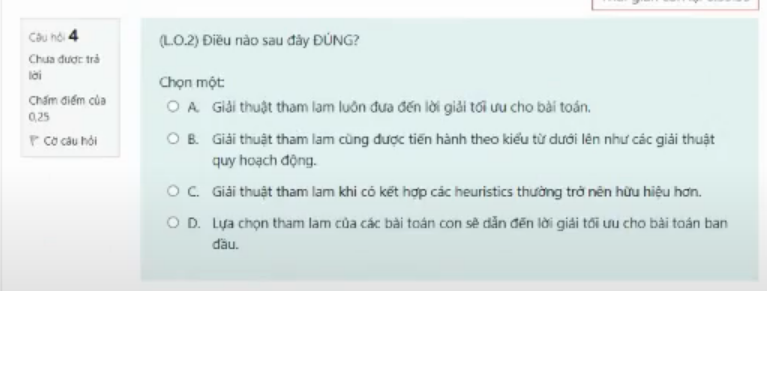 Câu hỏi 4
Chưa được trả
lời
Chấm điểm của
0,25
Cờ câu hỏi
(L.O.2) Điều nào sau đây ĐÚNG?
Chọn một:
A. Giải thuật tham lam luôn đưa đến lời giải tối ưu cho bài toán.
B. Giải thuật tham lam cũng được tiến hành theo kiểu từ dưới lên như các giải thuật
quy hoạch động.
C. Giải thuật tham lam khi có kết hợp các heuristics thường trở nên hữu hiệu hơn.
D. Lựa chọn tham lam của các bài toán con sẽ dẫn đến lời giải tối ưu cho bài toán ban
đầu.